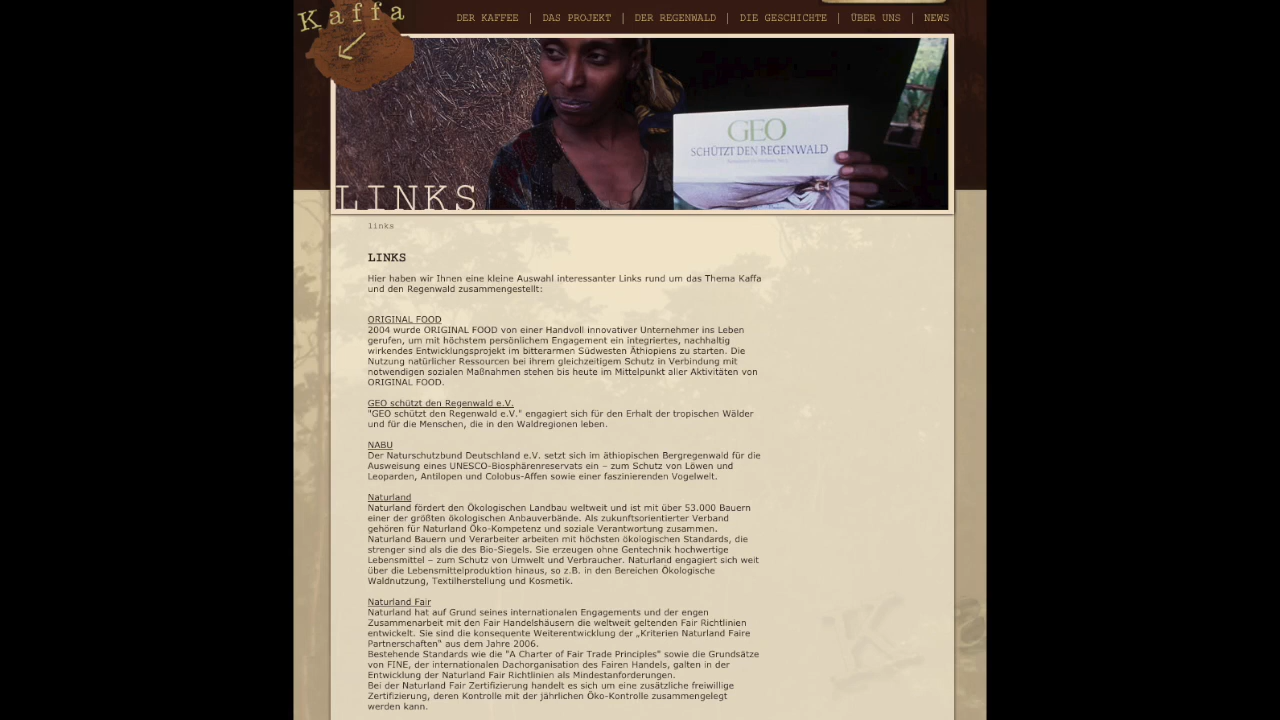 Kaffa
DER KAFFEE | DAS PROJEKT | DER REGENWALD | DIE GESCHICHTE | ÜBER UNS | NEWS
GEO
SCHÜTZT DEN REGENWALD
LINKS
links
LINKS
Hier haben wir Ihnen eine kleine Auswahl interessanter Links rund um das Thema Kaffa
und den Regenwald zusammengestellt:
ORIGINAL FOOD
2004 wurde ORIGINAL FOOD von einer Handvoll innovativer Unternehmer ins Leben
gerufen, um mit höchstem persönlichem Engagement ein integriertes, nachhaltig
wirkendes Entwicklungsprojekt im bitterarmen Südwesten Äthiopiens zu starten. Die
Nutzung natürlicher Ressourcen bei ihrem gleichzeitigem Schutz in Verbindung mit
notwendigen sozialen Maßnahmen stehen bis heute im Mittelpunkt aller Aktivitäten von
ORIGINAL FOOD.
GEO schützt den Regenwald e.V.
"GEO schützt den Regenwald e.V." engagiert sich für den Erhalt der tropischen Wälder
und für die Menschen, die in den Waldregionen leben.
NABU
Der Naturschutzbund Deutschland e.V. setzt sich im äthiopischen Bergregenwald für die
Ausweisung eines UNESCO-Biosphärenreservats ein – zum Schutz von Löwen und
Leoparden, Antilopen und Colobus-Affen sowie einer faszinierenden Vogelwelt.
Naturland
Naturland fördert den Ökologischen Landbau weltweit und ist mit über 53.000 Bauern
einer der größten ökologischen Anbauverbände. Als zukunftsorientierter Verband
gehören für Naturland Öko-Kompetenz und soziale Verantwortung zusammen.
Naturland Bauern und Verarbeiter arbeiten mit höchsten ökologischen Standards, die
strenger sind als die des Bio-Siegels. Sie erzeugen ohne Gentechnik hochwertige
Lebensmittel – zum Schutz von Umwelt und Verbraucher. Naturland engagiert sich weit
über die Lebensmittelproduktion hinaus, so z.B. in den Bereichen Ökologische
Waldnutzung, Textilherstellung und Kosmetik.
Naturland Fair
Naturland hat auf Grund seines internationalen Engagements und der engen
Zusammenarbeit mit den Fair Handelshäusern die weltweit geltenden Fair Richtlinien
entwickelt. Sie sind die konsequente Weiterentwicklung der „Kriterien Naturland Faire
Partnerschaften" aus dem Jahre 2006.
Bestehende Standards wie die "A Charter of Fair Trade Principles" sowie die Grundsätze
von FINE, der internationalen Dachorganisation des Fairen Handels, galten in der
Entwicklung der Naturland Fair Richtlinien als Mindestanforderungen.
Bei der Naturland Fair Zertifizierung handelt es sich um eine zusätzliche freiwillige
Zertifizierung, deren Kontrolle mit der jährlichen Öko-Kontrolle zusammengelegt
werden kann.